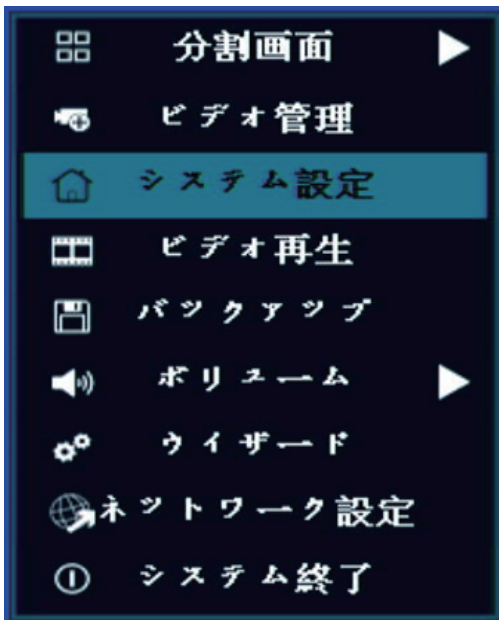 分割画面
ビデオ管理
システム設定
ビデオ再生
バックアップ
ボリューム
ウイザード
ネットワーク設定
システム終了